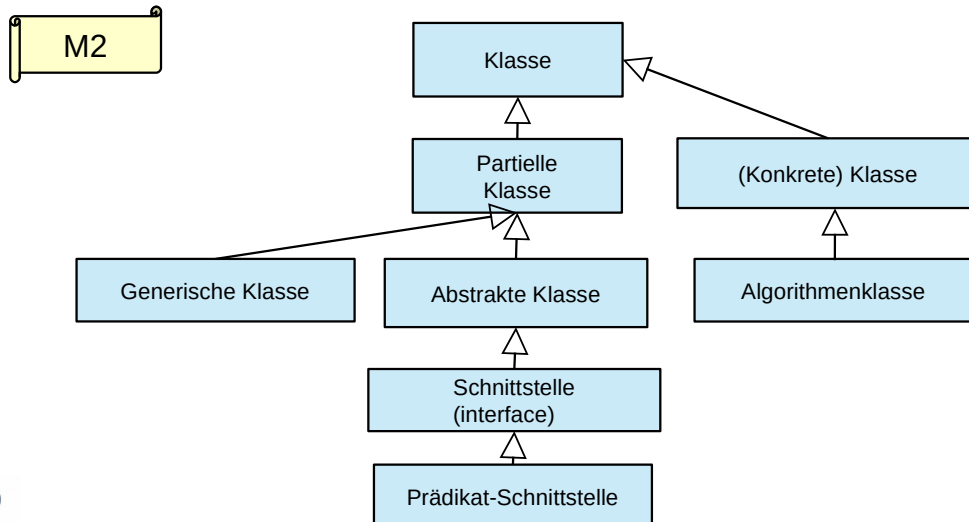 M2
Klasse
Partielle
Klasse
(Konkrete) Klasse
Generische Klasse
Abstrakte Klasse
Algorithmenklasse
Schnittstelle
(interface)
Prädikat-Schnittstelle